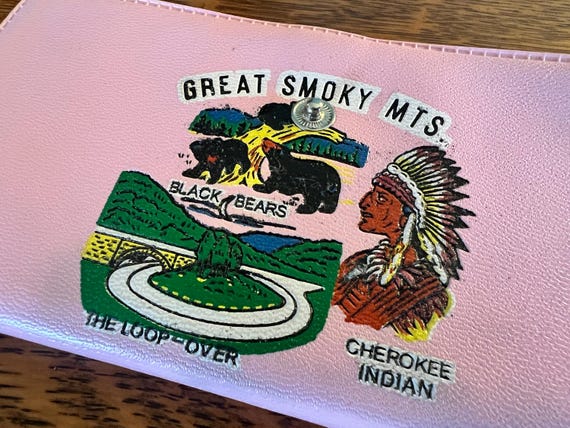 GREAT SMOKY MTS.
BLACK BEARS
THE LOOP-OVER
CHEROKEE
INDIAN